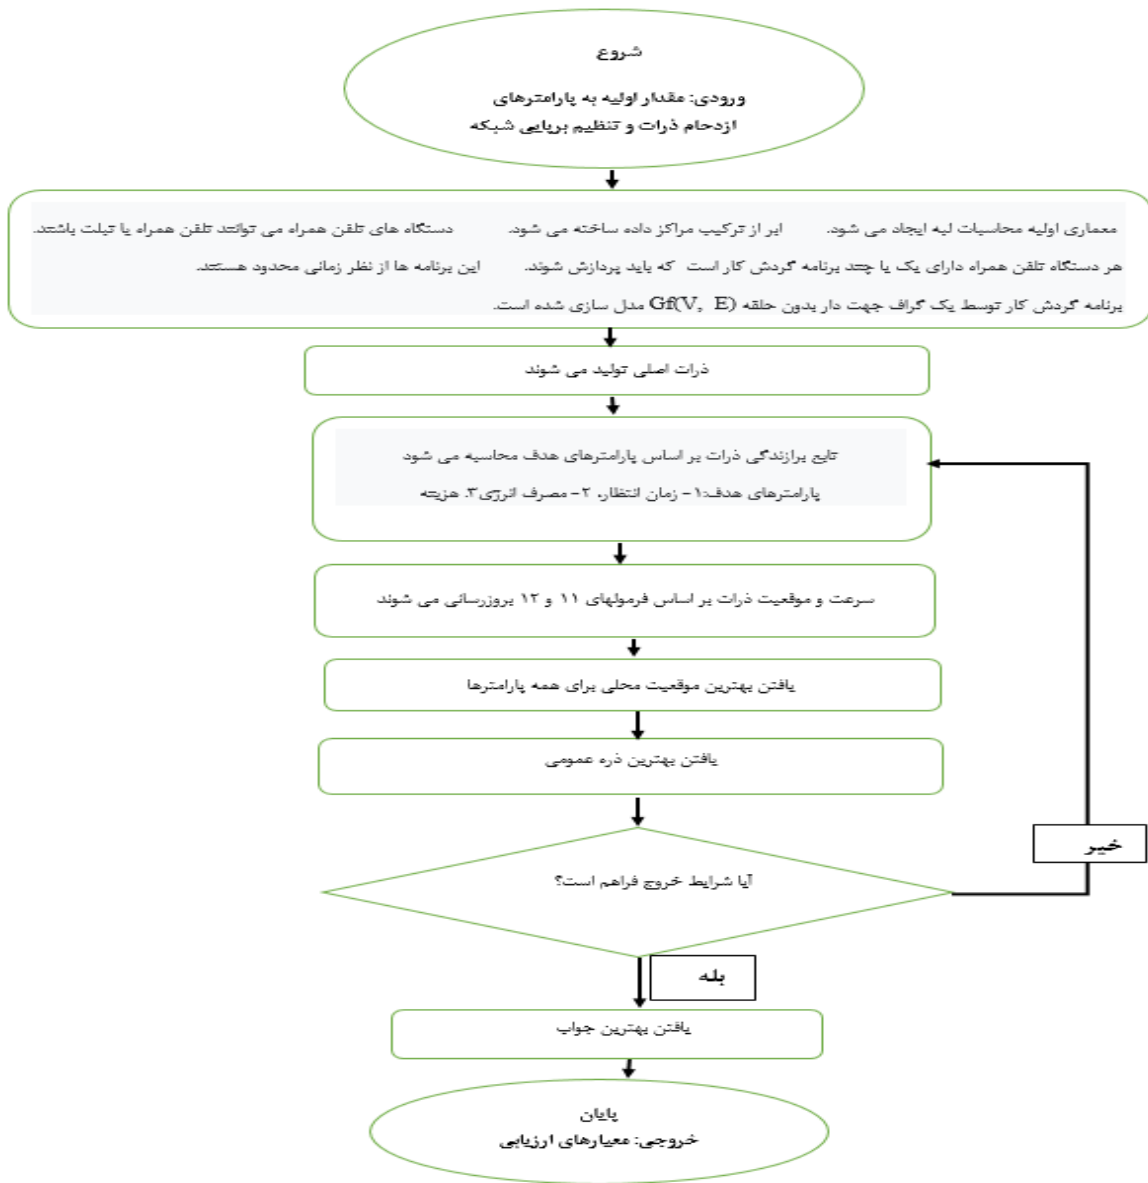 شروع
ورودی: مقدار اولیه به پارامترهای
ازدحام ذرات و تنظیم برپایی شبکه
معماری اولیه محاسبات لبه ایجاد می شود. ابر از ترکیب مراکز داده ساخته می شود. دستگاه های تلفن همراه می توانند تلفن همراه یا تبلت باشند.
هر دستگاه تلفن همراه دارای یک یا چند برنامه گردش کار است که باید پردازش شوند. این برنامه ها از نظر زمانی محدود هستند.
برنامه گردش کار توسط یک گراف جهت دار بدون حلقه Gf(V, E) مدل سازی شده است.
ذرات اصلی تولید می شوند
تابع برازندگی ذرات بر اساس پارامترهای هدف محاسبه می شود
پارامترهای هدف:۱- زمان انتظار، ۲- مصرف انرژی۳. هزینه
سرعت و موقعیت ذرات بر اساس فرمولهای ۱۱ و ۱۲ بروزرسانی می شوند
یافتن بهترین موقعیت محلی برای همه پارامترها
یافتن بهترین ذره عمومی
آیا شرایط خروج فراهم است؟
خیر
بله
یافتن بهترین جواب
پایان
خروجی: معیارهای ارزیابی